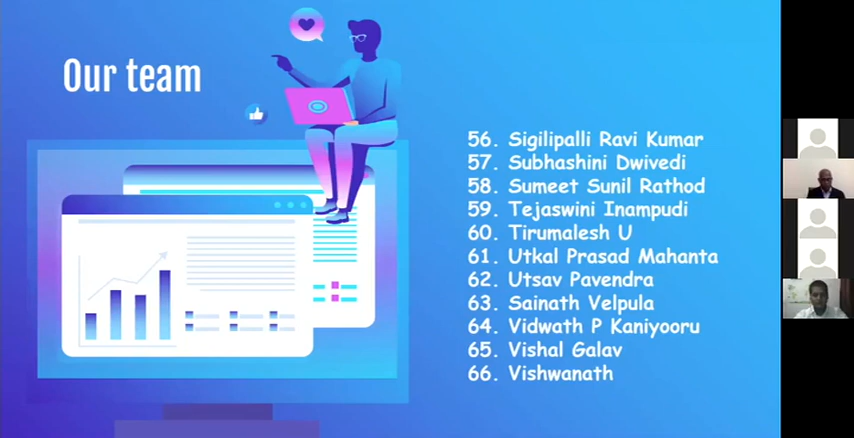 Our team
56. Sigilipalli Ravi Kumar
57. Subhashini Dwivedi
58. Sumeet Sunil Rathod
59. Tejaswini Inampudi
60. Tirumalesh U
61. Utkal Prasad Mahanta
62. Utsav Pavendra
63. Sainath Velpula
64. Vidwath P Kaniyooru
65. Vishal Galav
66. Vishwanath